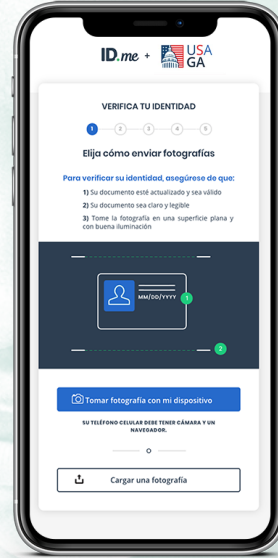 ID.me + USA
GA
VERIFICA TU IDENTIDAD
1 2 3 4 5
Elija cómo enviar fotografías
Para verificar su identidad, asegúrese de que:
1) Su documento esté actualizado y sea válido
2) Su documento sea claro y legible
3) Tome la fotografía en una superficie plana y
con buena iluminación
MM/DD/YYYY 1
2
Tomar fotografía con mi dispositivo
SU TELÉFONO CELULAR DEBE TENER CÁMARA Y UN
NAVEGADOR.
O
Cargar una fotografía